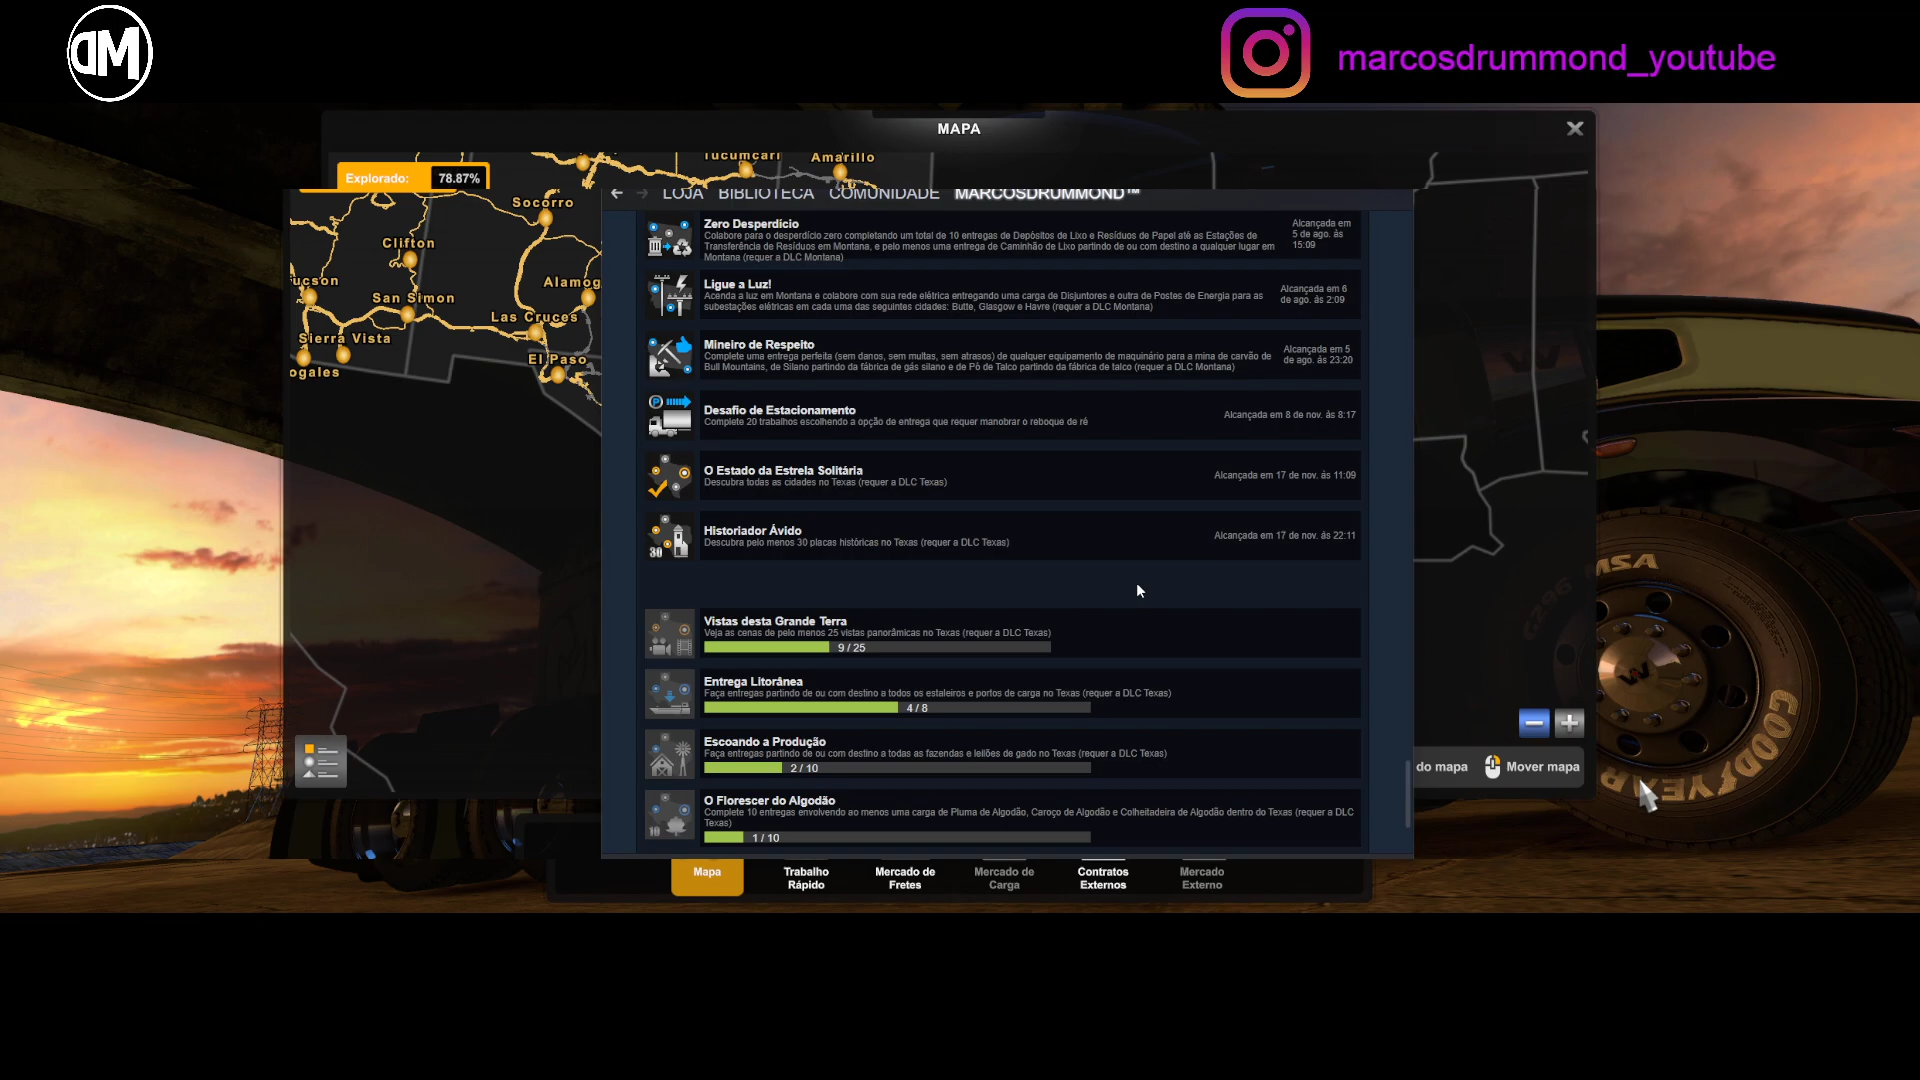 DM
marcosdrummond_youtube
MAPA
Explorado: 78.87%
Tucumcari
Amarillo
Socorro
Clifton
ucson
San Simon
Alamog
Las Cruces
Sierra Vista
El Paso
ogales
LOJA BIBLIOTECA COMUNIDADE MARCOSDRUMMOND™
Zero Desperdício
Colabore para o desperdício zero completando um total de 10 entregas de Depósitos de Lixo e Resíduos de Papel até as Estações de
Transferência de Resíduos em Montana, e pelo menos uma entrega de Caminhão de Lixo partindo de ou com destino a qualquer lugar em
Montana (requer a DLC Montana)
Alcançada em
5 de ago. às
15:09
Ligue a Luz!
Acenda a luz em Montana e colabore com sua rede elétrica entregando uma carga de Disjuntores e outra de Postes de Energia para as
subestações elétricas em cada uma das seguintes cidades: Butte, Glasgow e Havre (requer a DLC Montana)
Alcançada em 6
de ago. às 2:09
Mineiro de Respeito
Complete uma entrega perfeita (sem danos, sem multas, sem atrasos) de qualquer equipamento de maquinário para a mina de carvão de
Bull Mountains, de Silano partindo da fábrica de gás silano e de Pó de Talco partindo da fábrica de talco (requer a DLC Montana)
Alcançada em 5
de ago. às 23:20
Desafio de Estacionamento
Complete 20 trabalhos escolhendo a opção de entrega que requer manobrar o reboque de ré
Alcançada em 8 de nov. às 8:17
O Estado da Estrela Solitária
Descubra todas as cidades no Texas (requer a DLC Texas)
Alcançada em 17 de nov. às 11:09
30
Historiador Ávido
Descubra pelo menos 30 placas históricas no Texas (requer a DLC Texas)
Alcançada em 17 de nov. às 22:11
Vistas desta Grande Terra
Veja as cenas de pelo menos 25 vistas panorâmicas no Texas (requer a DLC Texas)
9 / 25
Entrega Litorânea
Faça entregas partindo de ou com destino a todos os estaleiros e portos de carga no Texas (requer a DLC Texas)
4 / 8
Escoando a Produção
Faça entregas partindo de ou com destino a todas as fazendas e leilões de gado no Texas (requer a DLC Texas)
2 / 10
10
O Florescer do Algodão
Complete 10 entregas envolvendo ao menos uma carga de Pluma de Algodão, Caroço de Algodão e Colheitadeira de Algodão dentro do Texas (requer a DLC
Texas)
1 / 10
do mapa
Mover mapa
Mapa
Trabalho
Rápido
Mercado de
Fretes
Mercado de
Carga
Contratos
Externos
Mercado
Externo
MSA
GOODYEAR